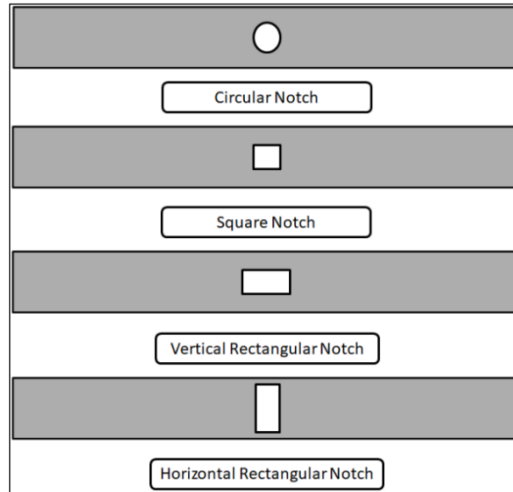 Circular Notch
Square Notch
Vertical Rectangular Notch
Horizontal Rectangular Notch